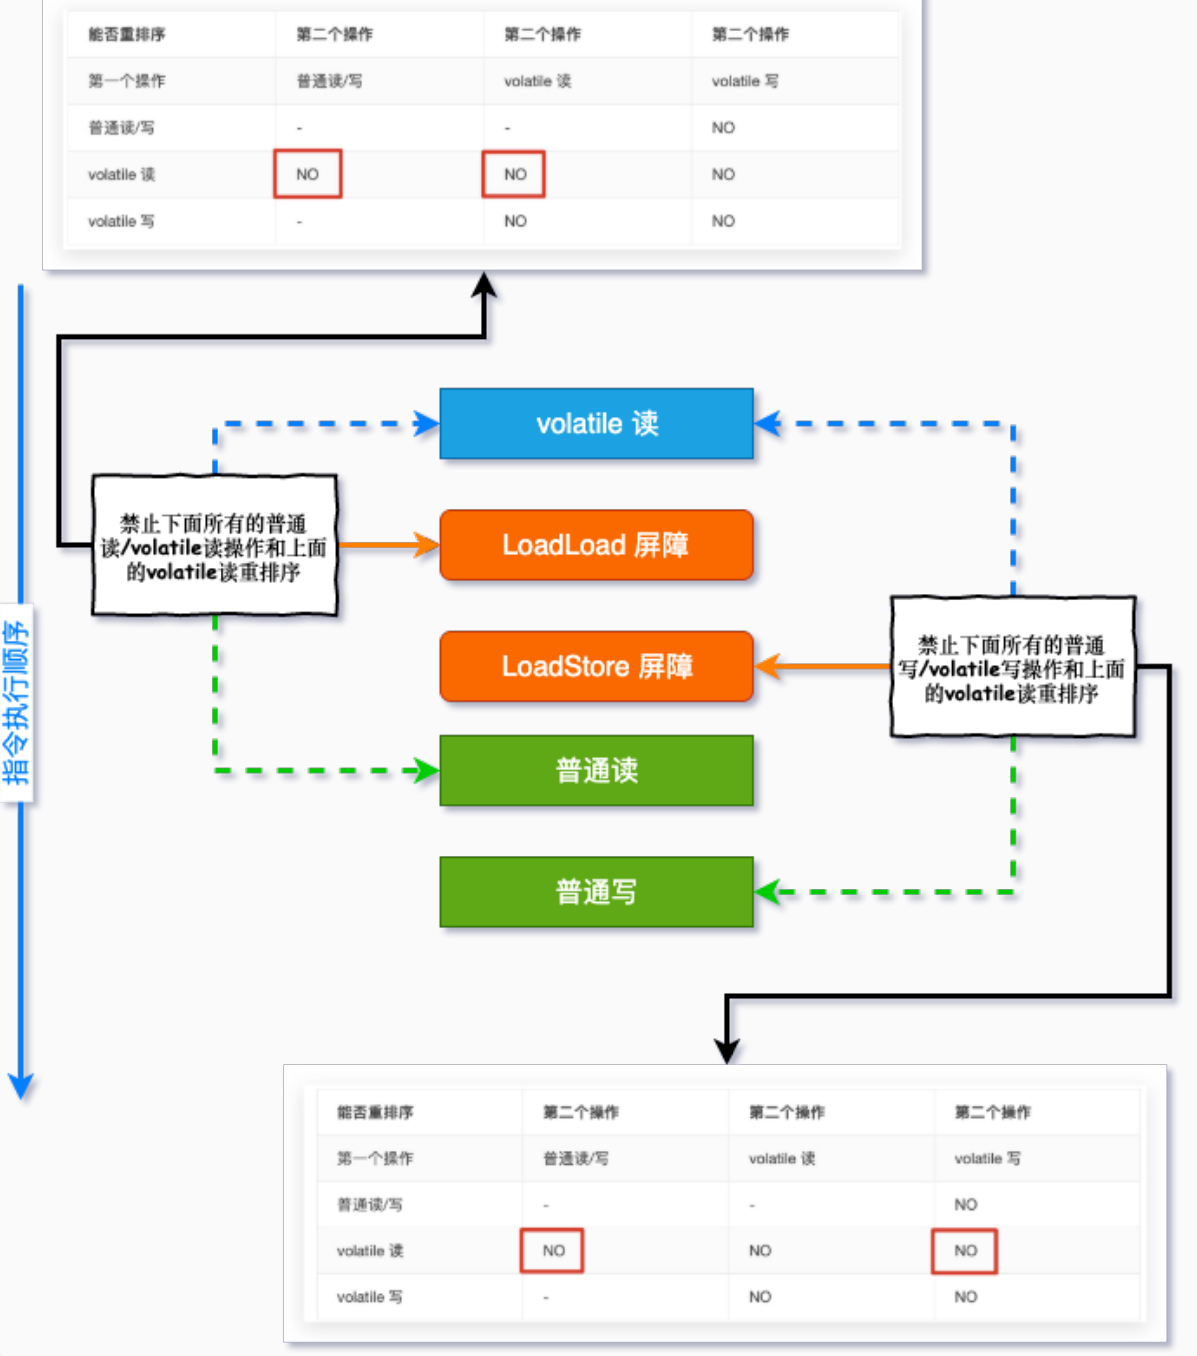 能否重排序 第二个操作 第二个操作 第二个操作
第一个操作 普通读/写 volatile 读 volatile 写
普通读/写 - - NO
volatile 读 NO NO NO
volatile 写 - NO NO
volatile 读
禁止下面所有的普通
读/volatile读操作和上面
的volatile读重排序
LoadLoad 屏障
指令执行顺序
LoadStore 屏障
禁止下面所有的普通
写/volatile写操作和上面
的volatile读重排序
普通读
普通写
能否重排序 第二个操作 第二个操作 第二个操作
第一个操作 普通读/写 volatile 读 volatile 写
普通读/写 - - NO
volatile 读 NO NO NO
volatile 写 - NO NO